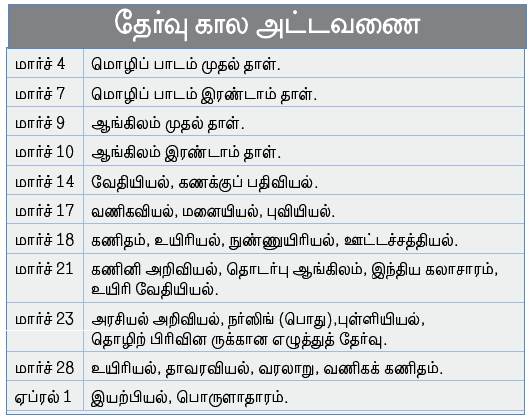 தேர்வு கால அட்டவணை
மார்ச் 4 மொழிப் பாடம் முதல் தாள்.
மார்ச் 7 மொழிப் பாடம் இரண்டாம் தாள்.
மார்ச் 9 ஆங்கிலம் முதல் தாள்.
மார்ச் 10 ஆங்கிலம் இரண்டாம் தாள்.
மார்ச் 14 வேதியியல், கணக்குப் பதிவியல்.
மார்ச் 17 வணிகவியல், மனையியல், புவியியல்.
மார்ச் 18 கணிதம், உயிரியல், நுண்ணுயிரியல், ஊட்டச்சத்தியல்.
மார்ச் 21 கணினி அறிவியல், தொடர்பு ஆங்கிலம், இந்திய கலாசாரம்,
உயிரி வேதியியல்.
மார்ச் 23 அரசியல் அறிவியல், நர்ஸிங் (பொது),புள்ளியியல்,
தொழிற் பிரிவின ருக்கான எழுத்துத் தேர்வு.
மார்ச் 28 உயிரியல், தாவரவியல், வரலாறு, வணிகக் கணிதம்.
ஏப்ரல் 1 இயற்பியல், பொருளாதாரம்.